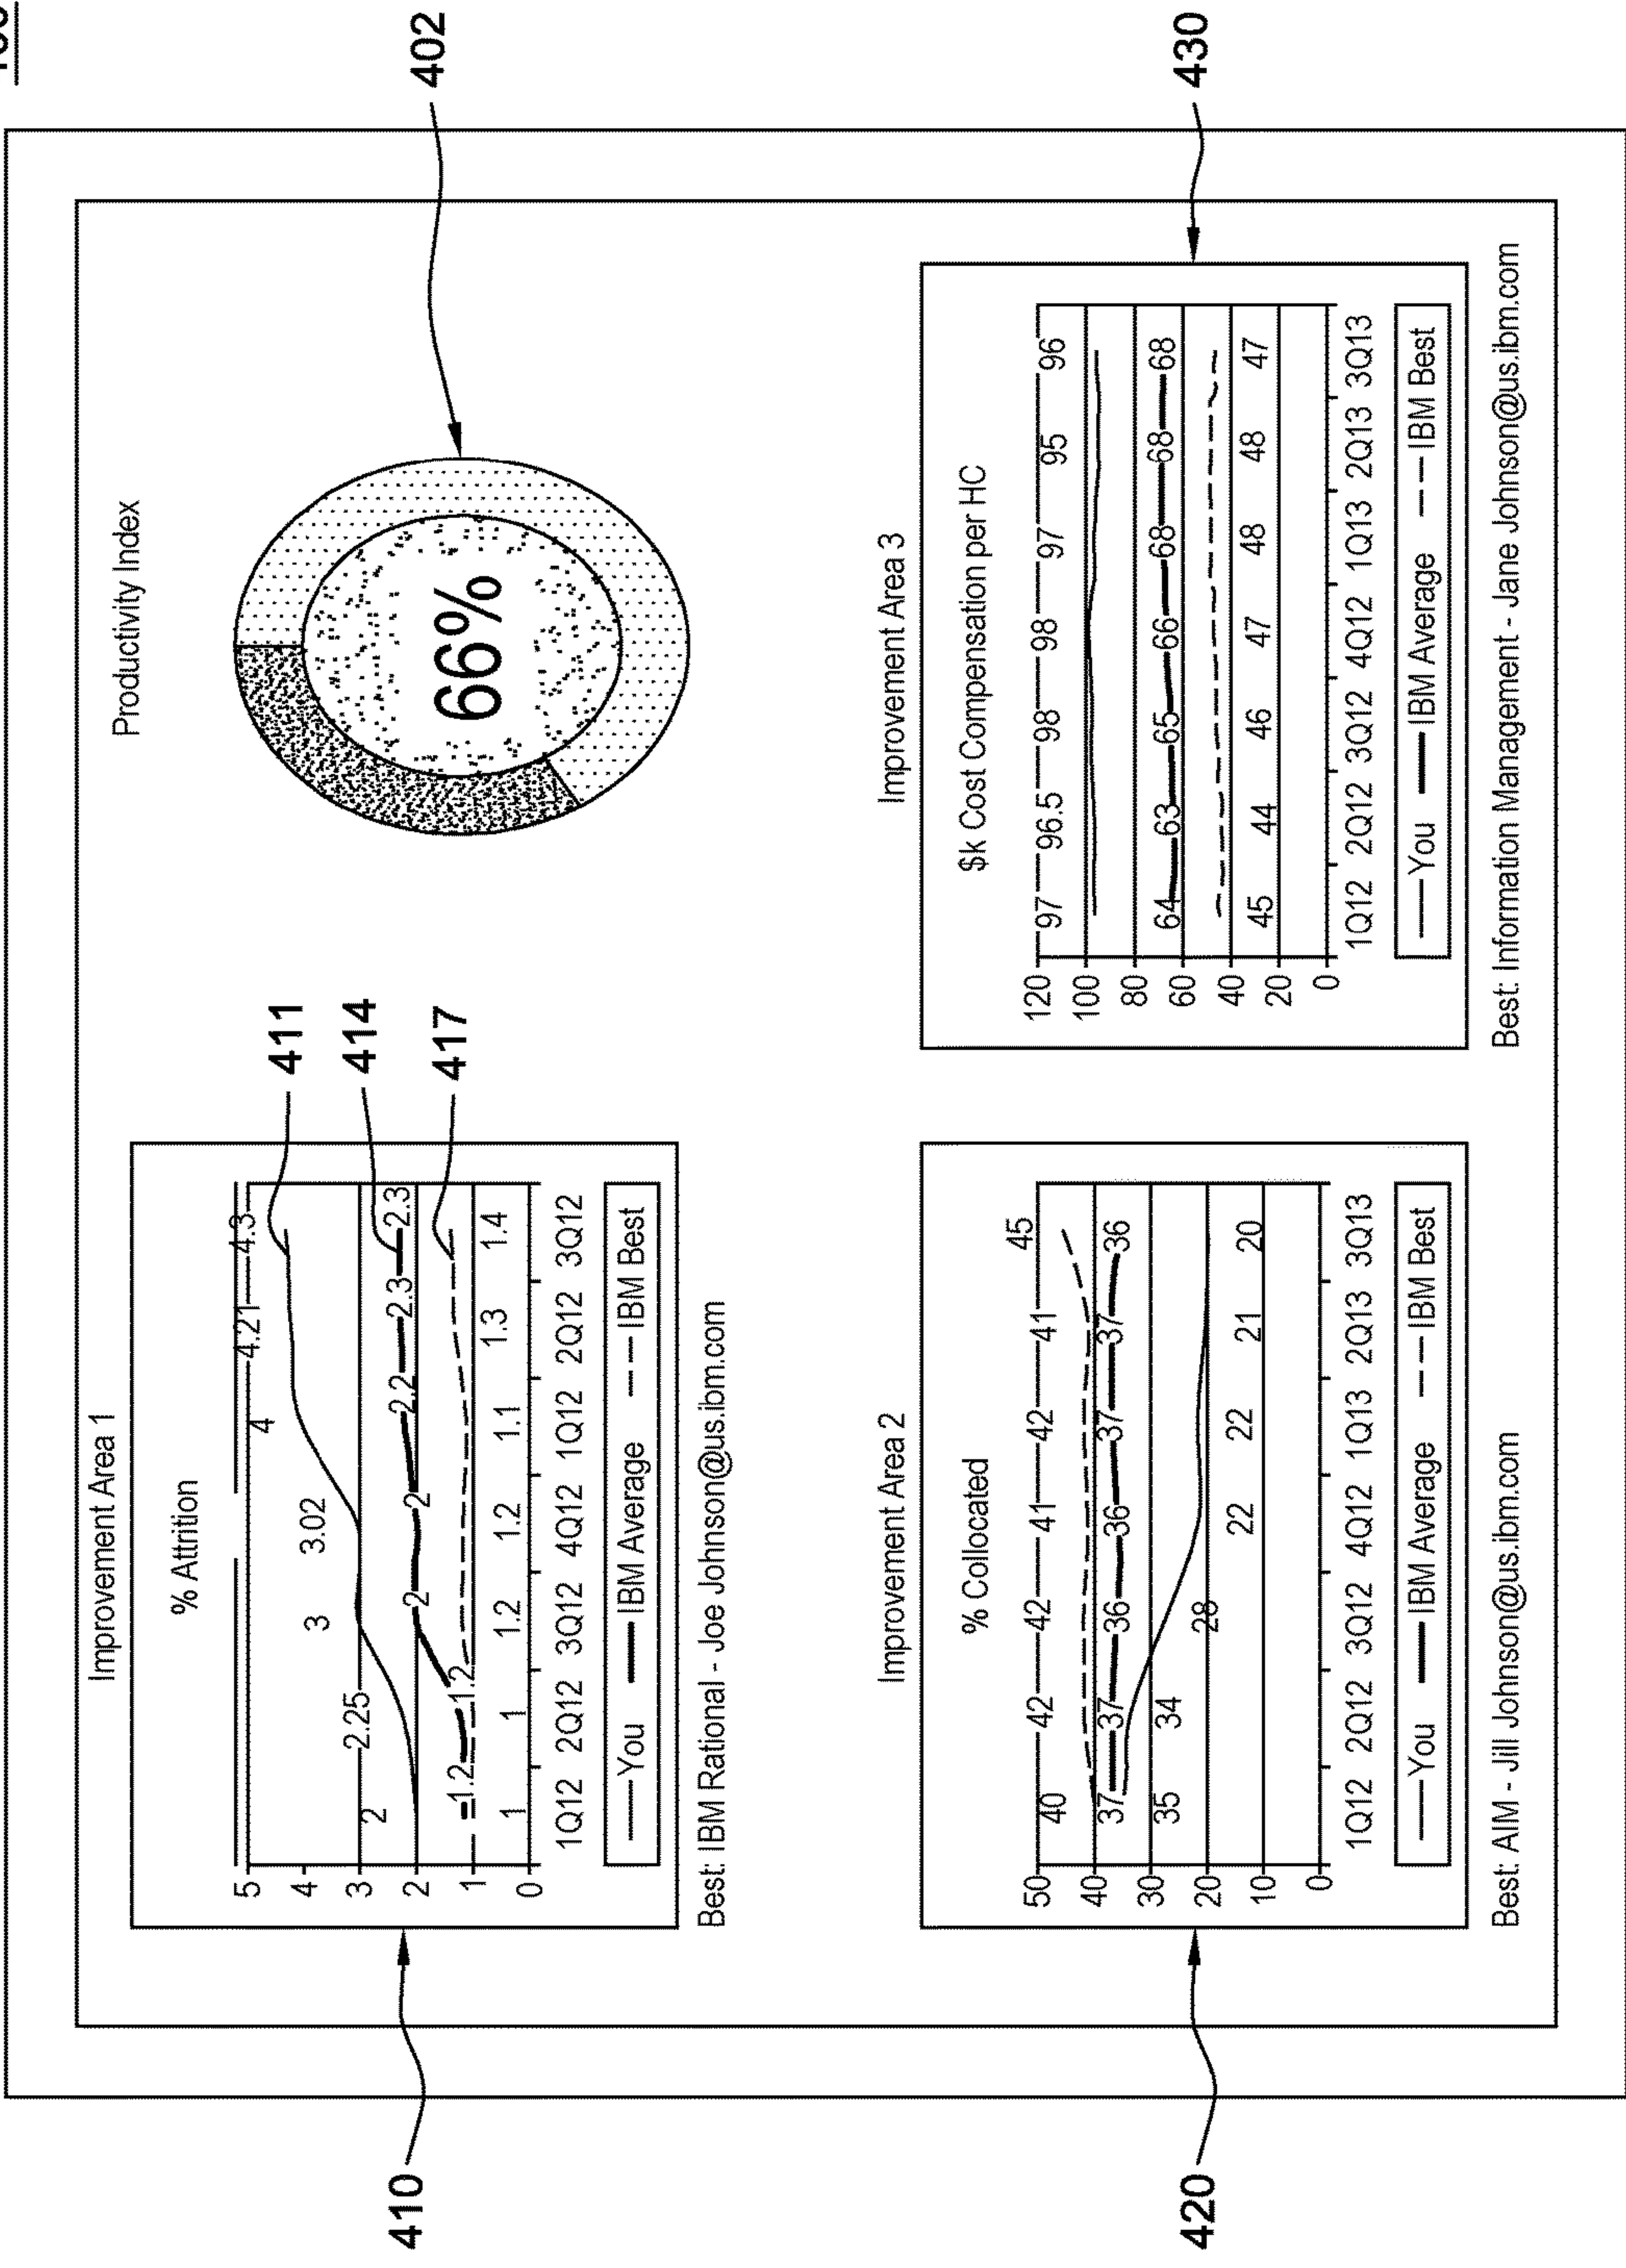 Improvement Area 1
% Attrition
5
4
3
2
1
0
2 2.25 3 3.02 4 4.21 4.3
1.2 1.2 2 2 2.2 2.3 2.3
1 1 1.2 1.2 1.1 1.3 1.4
1Q12 2Q12 3Q12 4Q12 1Q12 2Q12 3Q12
You IBM Average IBM Best
Best: IBM Rational - Joe Johnson@us.ibm.com
410
411
414
417
Productivity Index
66%
402
Improvement Area 2
% Collocated
50
40
30
20
10
0
40 42 42 41 42 41 45
37 37 36 36 37 37 36
35 34 28 22 22 21 20
1Q12 2Q12 3Q12 4Q12 1Q13 2Q13 3Q13
You IBM Average IBM Best
Best: AIM - Jill Johnson@us.ibm.com
420
Improvement Area 3
$k Cost Compensation per HC
120
100
80
60
40
20
0
97 96.5 98 98 97 95 96
64 63 65 66 68 68 68
45 44 46 47 48 48 47
1Q12 2Q12 3Q12 4Q12 1Q13 2Q13 3Q13
You IBM Average IBM Best
Best: Information Management - Jane Johnson@us.ibm.com
430